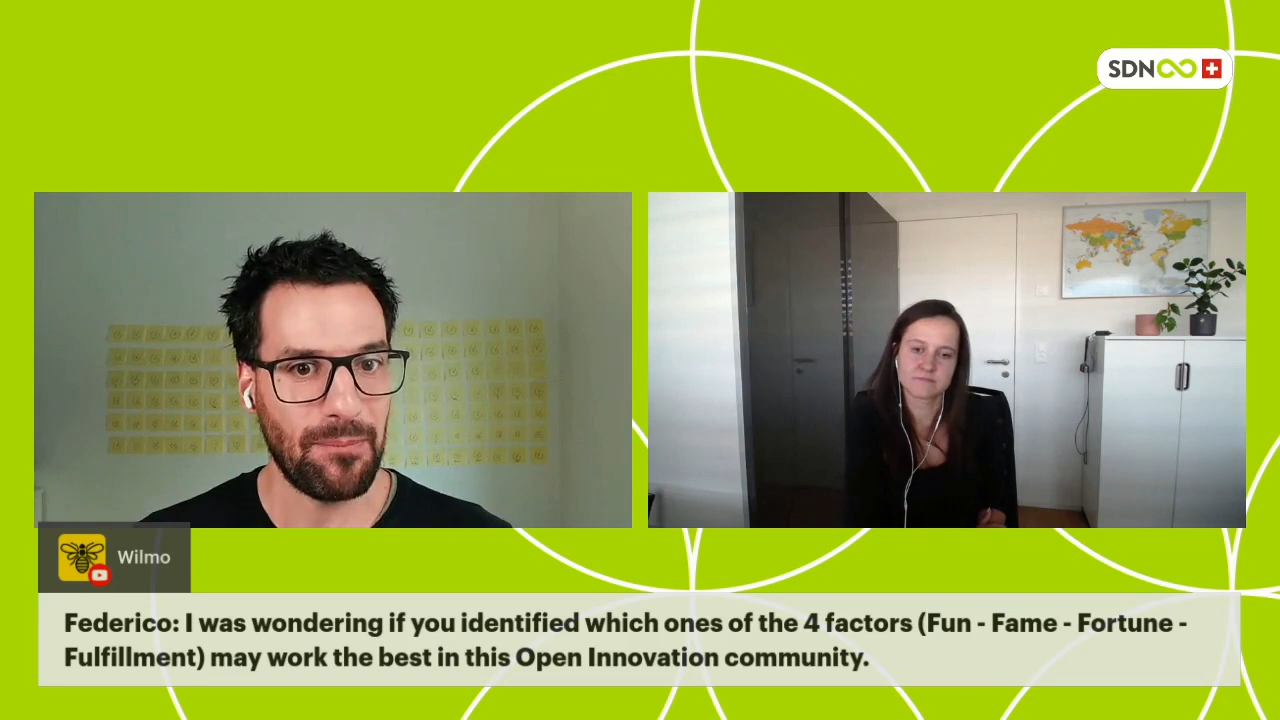 SDN
Wilmo
Federico: I was wondering if you identified which ones of the 4 factors (Fun - Fame - Fortune -
Fulfillment) may work the best in this Open Innovation community.